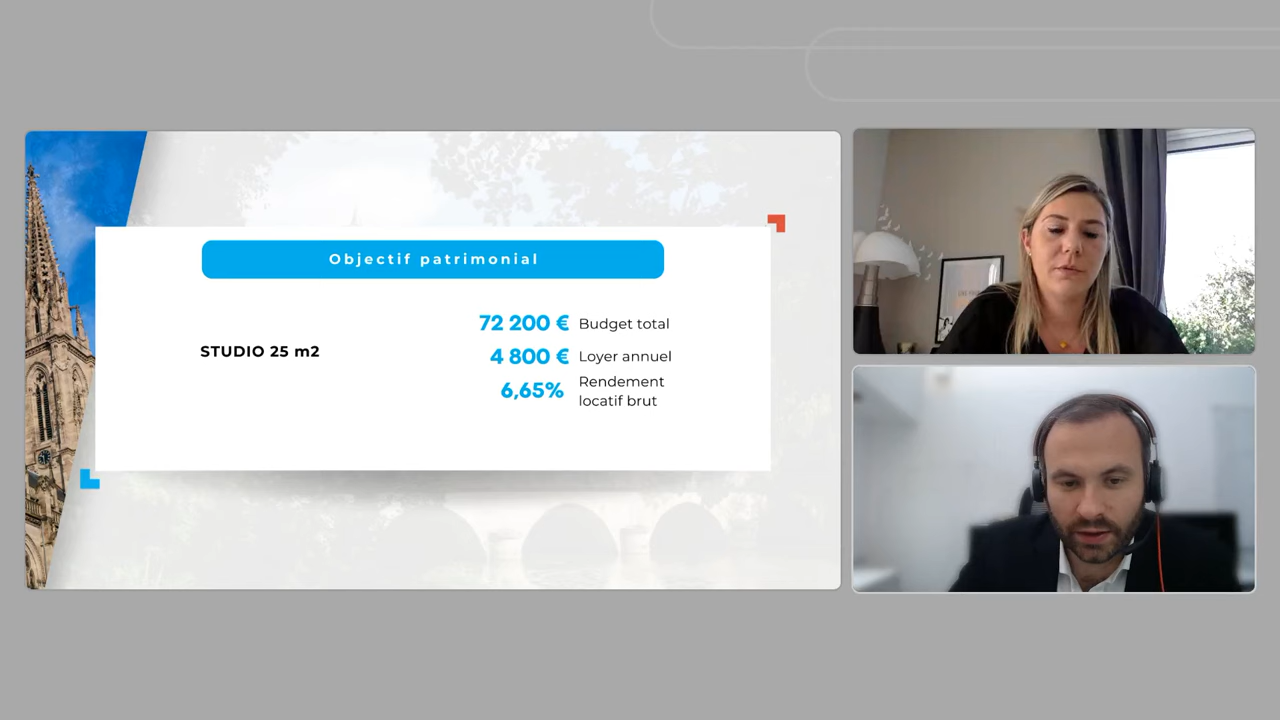 Objectif patrimonial
STUDIO 25 m2
72 200 € Budget total
4 800 € Loyer annuel
6,65% Rendement
locatif brut